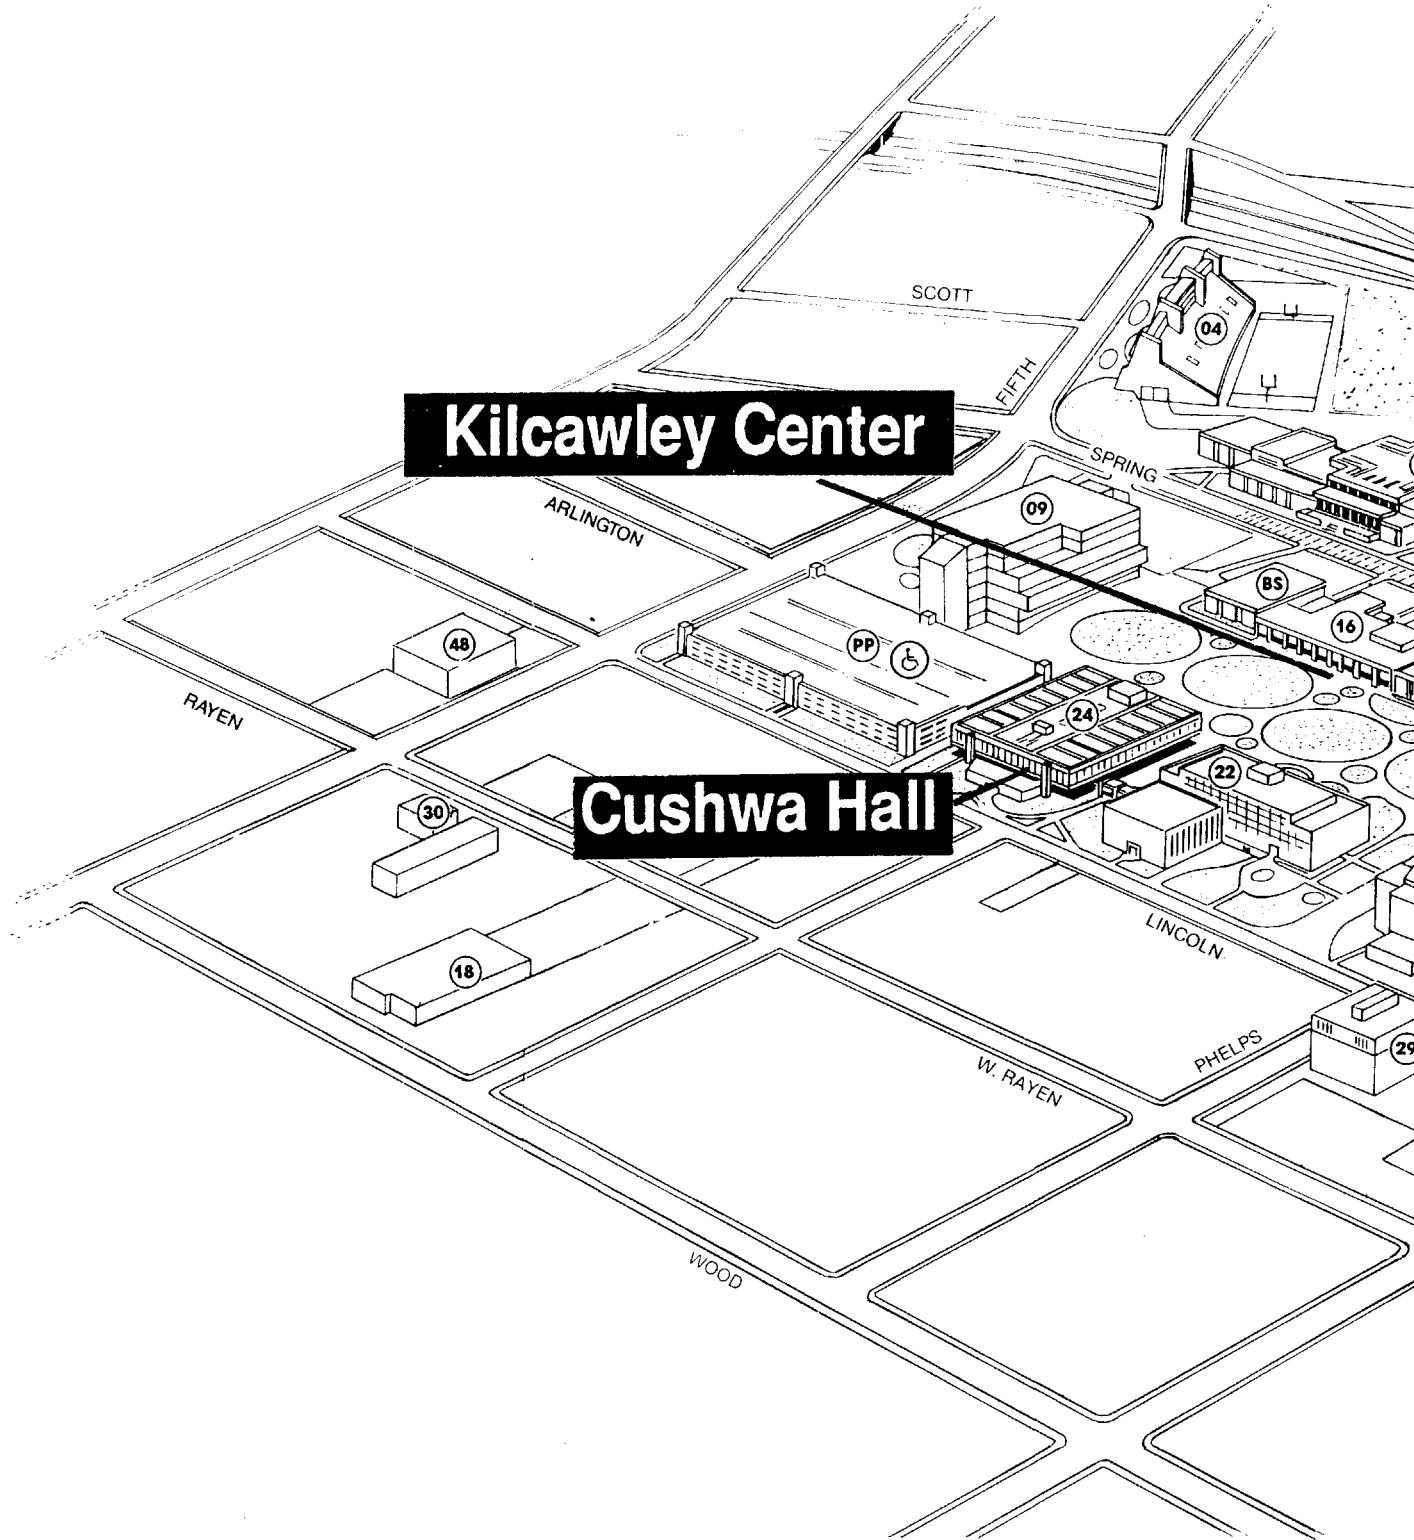 SCOTT
04
FIFTH
Kilcawley Center
SPRING
ARLINGTON
09
BS
16
48
PP
RAYEN
24
22
Cushwa Hall
30
LINCOLN
18
29
PHELPS
W. RAYEN
WOOD